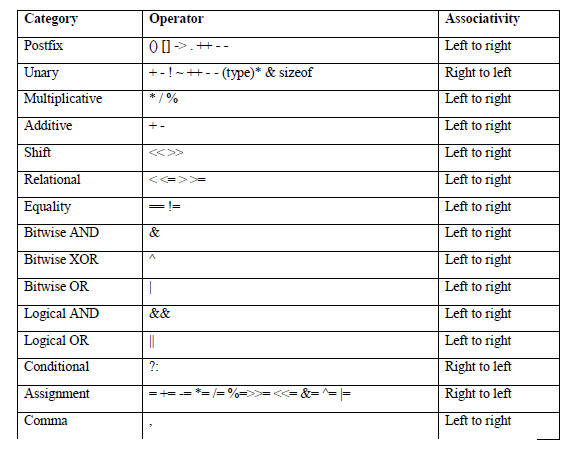 Category Operator Associativity
Postfix () [] -> . ++ - - Left to right
Unary + - ! ~ ++ - - (type)* & sizeof Right to left
Multiplicative * / % Left to right
Additive + - Left to right
Shift << >> Left to right
Relational < <= > >= Left to right
Equality == != Left to right
Bitwise AND & Left to right
Bitwise XOR ^ Left to right
Bitwise OR | Left to right
Logical AND && Left to right
Logical OR || Left to right
Conditional ?: Right to left
Assignment = += -= *= /= %=>>= <<= &= ^= |= Right to left
Comma , Left to right